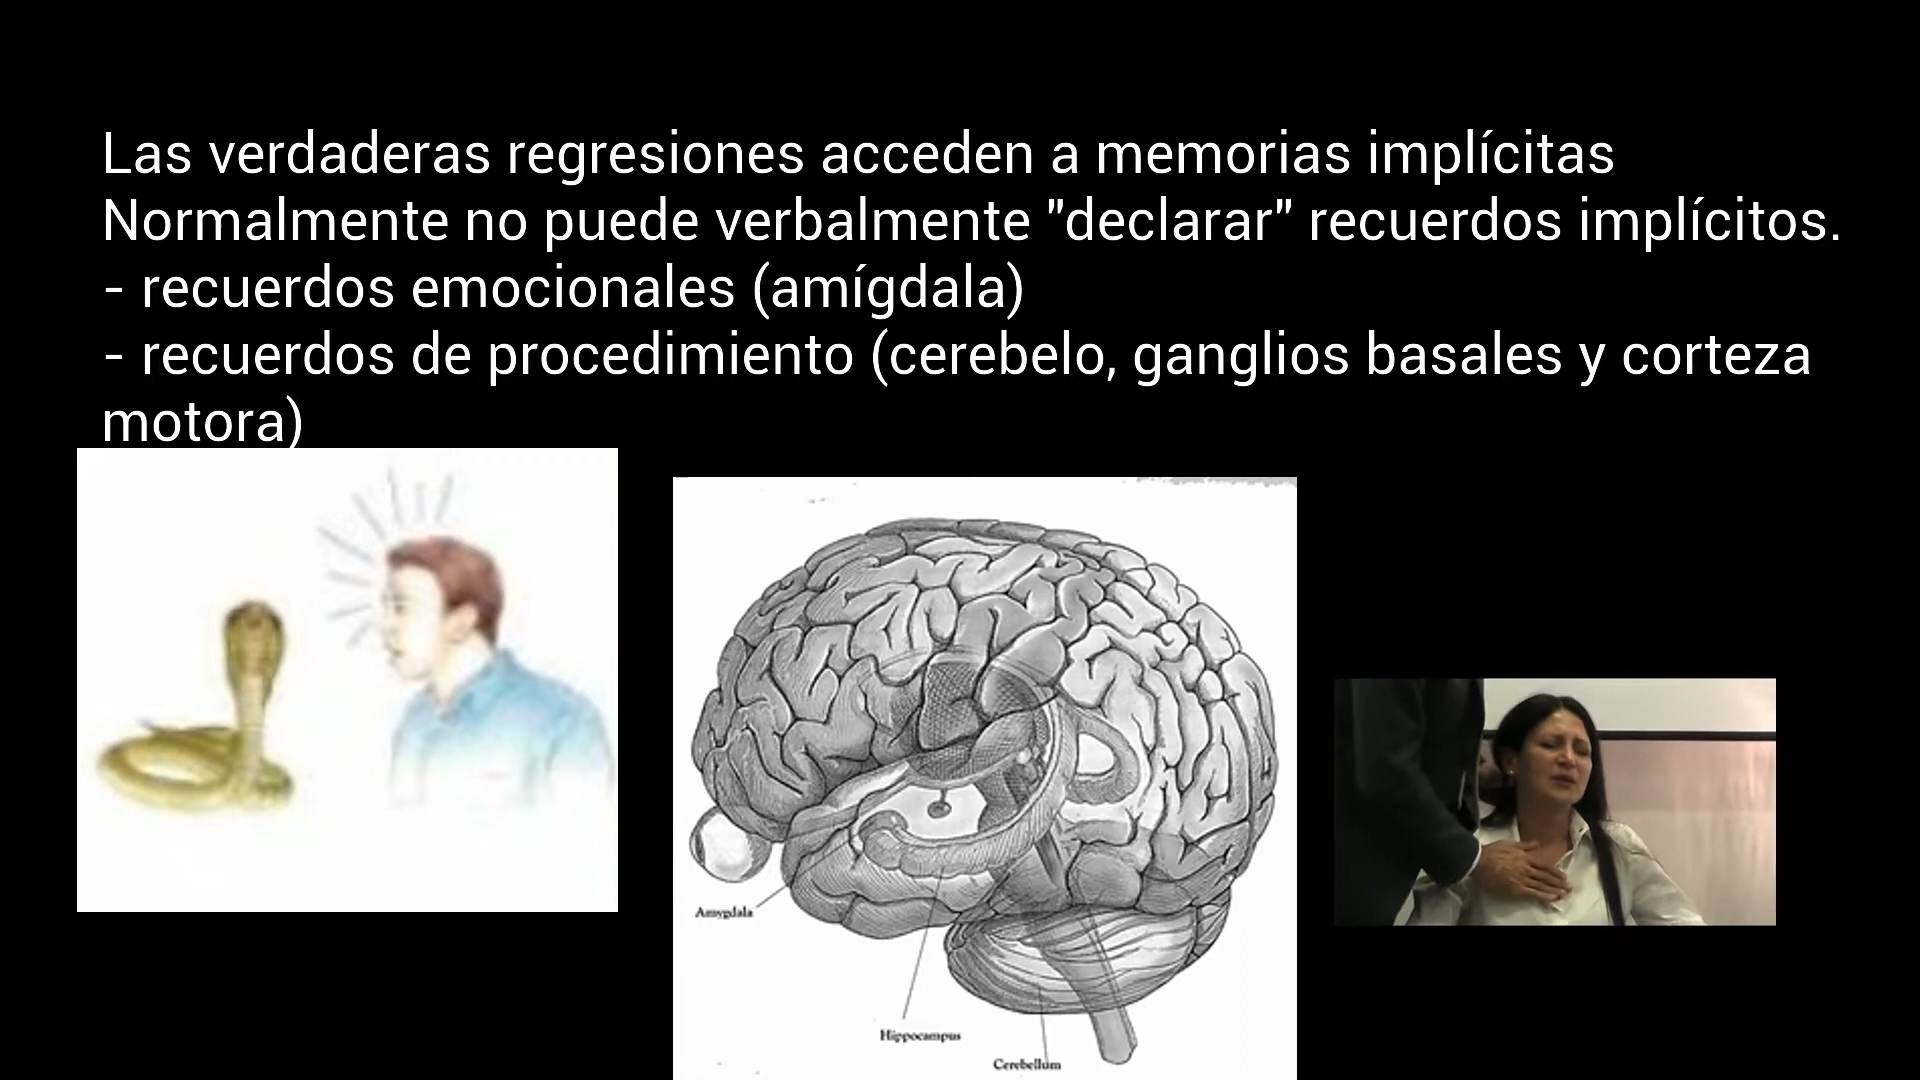 Las verdaderas regresiones acceden a memorias implícitas
Normalmente no puede verbalmente "declarar" recuerdos implícitos.
- recuerdos emocionales (amígdala)
- recuerdos de procedimiento (cerebelo, ganglios basales y corteza
motora)
Amygdala
Hippocampus
Cerebellum